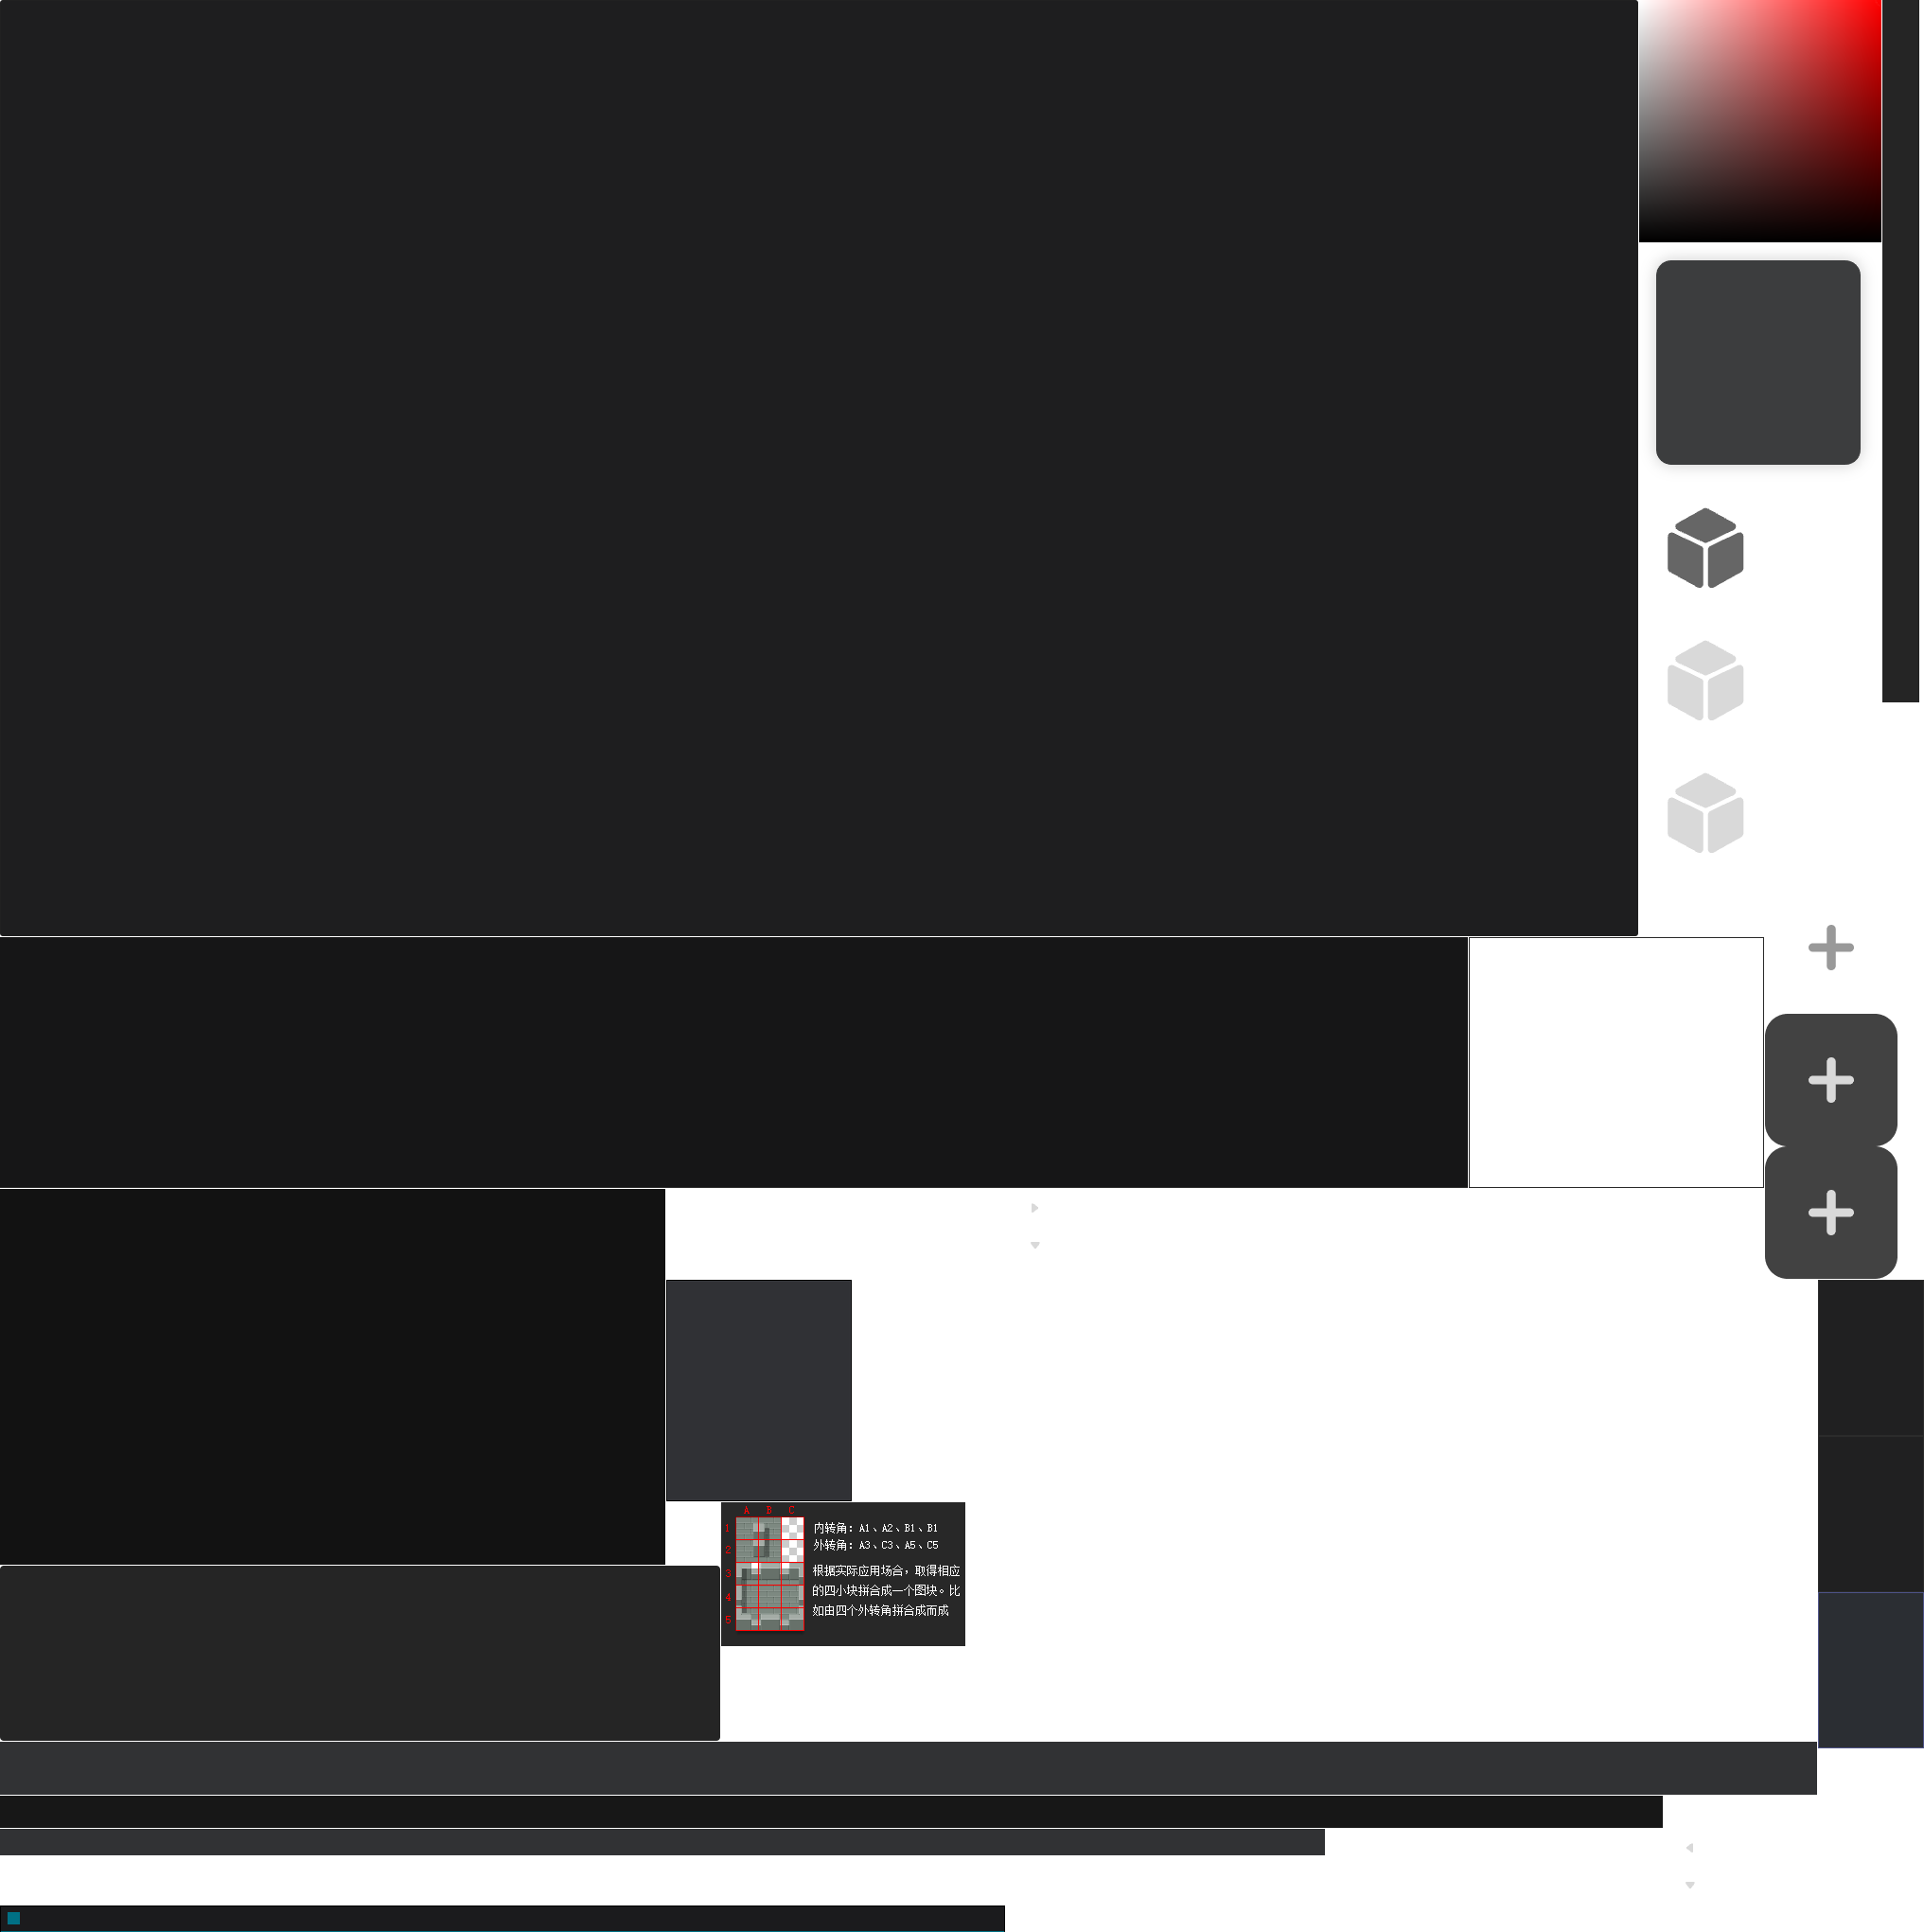 A B C
1
2
3
4
5
内转角：A1、A2、B1、B1
外转角：A3、C3、A5、C5
根据实际应用场合，取得相应
的四小块拼合成一个图块。比
如由四个外转角拼合成而成